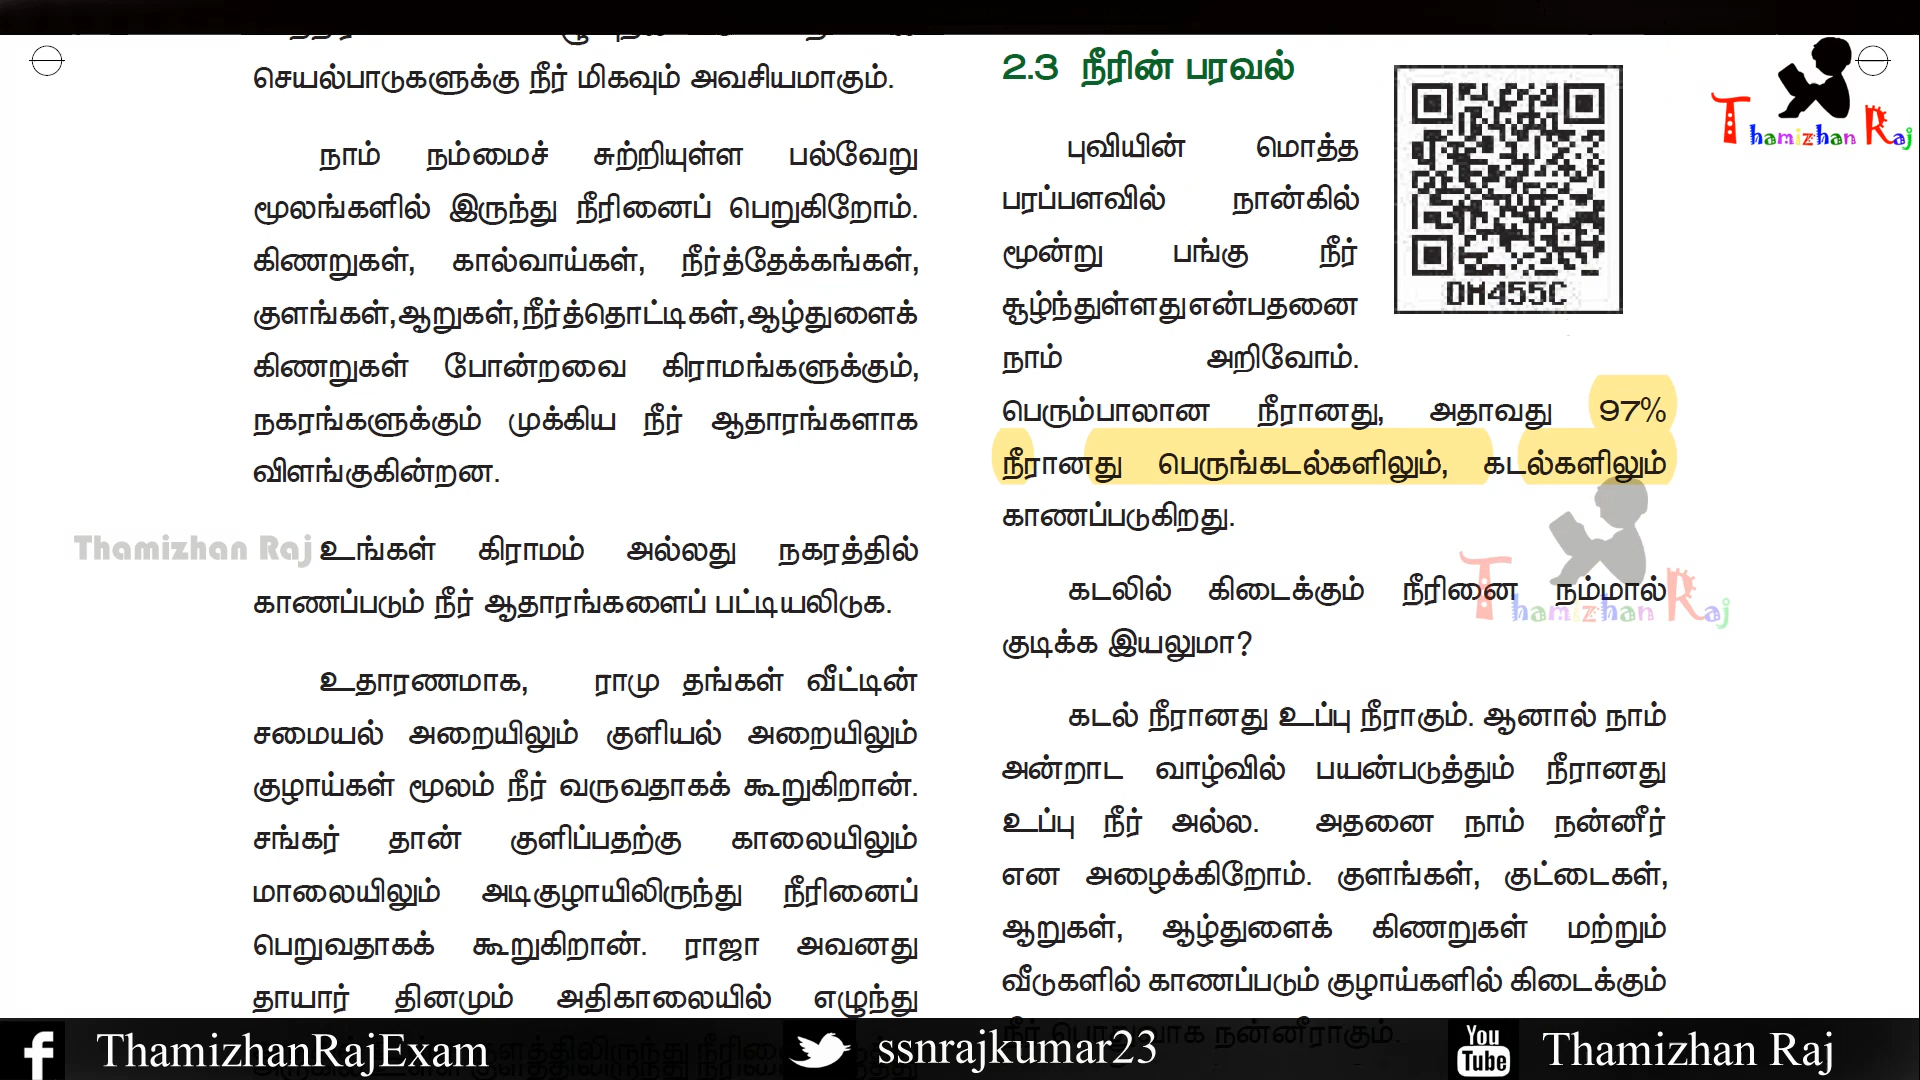 செயல்பாடுகளுக்கு நீர் மிகவும் அவசியமாகும்.
நாம் நம்மைச் சுற்றியுள்ள பல்வேறு
மூலங்களில் இருந்து நீரினைப் பெறுகிறோம்.
கிணறுகள், கால்வாய்கள், நீர்த்தேக்கங்கள்,
குளங்கள்,ஆறுகள்,நீர்த்தொட்டிகள்,ஆழ்துளைக்
கிணறுகள் போன்றவை கிராமங்களுக்கும்,
நகரங்களுக்கும் முக்கிய நீர் ஆதாரங்களாக
விளங்குகின்றன.
Thamizhan Raj
உங்கள் கிராமம் அல்லது நகரத்தில்
காணப்படும் நீர் ஆதாரங்களைப் பட்டியலிடுக.
உதாரணமாக, ராமு தங்கள் வீட்டின்
சமையல் அறையிலும் குளியல் அறையிலும்
குழாய்கள் மூலம் நீர் வருவதாகக் கூறுகிறான்.
சங்கர் தான் குளிப்பதற்கு காலையிலும்
மாலையிலும் அடிகுழாயிலிருந்து நீரினைப்
பெறுவதாகக் கூறுகிறான். ராஜா அவனது
தாயார் தினமும் அதிகாலையில் எழுந்து
2.3 நீரின் பரவல்
புவியின் மொத்த
பரப்பளவில் நான்கில்
மூன்று பங்கு நீர்
சூழ்ந்துள்ளது என்பதனை
நாம் அறிவோம்.
DM455C
பெரும்பாலான நீரானது, அதாவது 97%
நீரானது பெருங்கடல்களிலும், கடல்களிலும்
காணப்படுகிறது.
கடலில் கிடைக்கும் நீரினை நம்மால்
குடிக்க இயலுமா?
Thamizhan Raj
கடல் நீரானது உப்பு நீராகும். ஆனால் நாம்
அன்றாட வாழ்வில் பயன்படுத்தும் நீரானது
உப்பு நீர் அல்ல. அதனை நாம் நன்னீர்
என அழைக்கிறோம். குளங்கள், குட்டைகள்,
ஆறுகள், ஆழ்துளைக் கிணறுகள் மற்றும்
வீடுகளில் காணப்படும் குழாய்களில் கிடைக்கும்
நீர் பொதுவாக நன்னீராகும்.
Thamizhan Raj
f ThamizhanRajExam
ssnrajkumar23
You Tube Thamizhan Raj